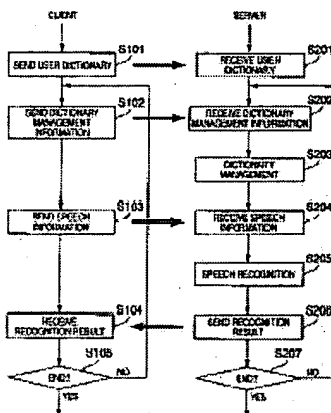 CLIENT
SERVER
S101
SEND USER DICTIONARY
S201
RECEIVE USER
DICTIONARY
S102
SEND DICTIONARY
MANAGEMENT
INFORMATION
S202
RECEIVE DICTIONARY
MANAGEMENT INFORMATION
S203
DICTIONARY
MANAGEMENT
S103
SEND SPEECH
INFORMATION
S204
RECEIVE SPEECH
INFORMATION
S205
SPEECH RECOGNITION
S104
RECEIVE
RECOGNITION RESULT
S206
SEND RECOGNITION
RESULT
S105
END?
NO
YES
S207
END?
NO
YES